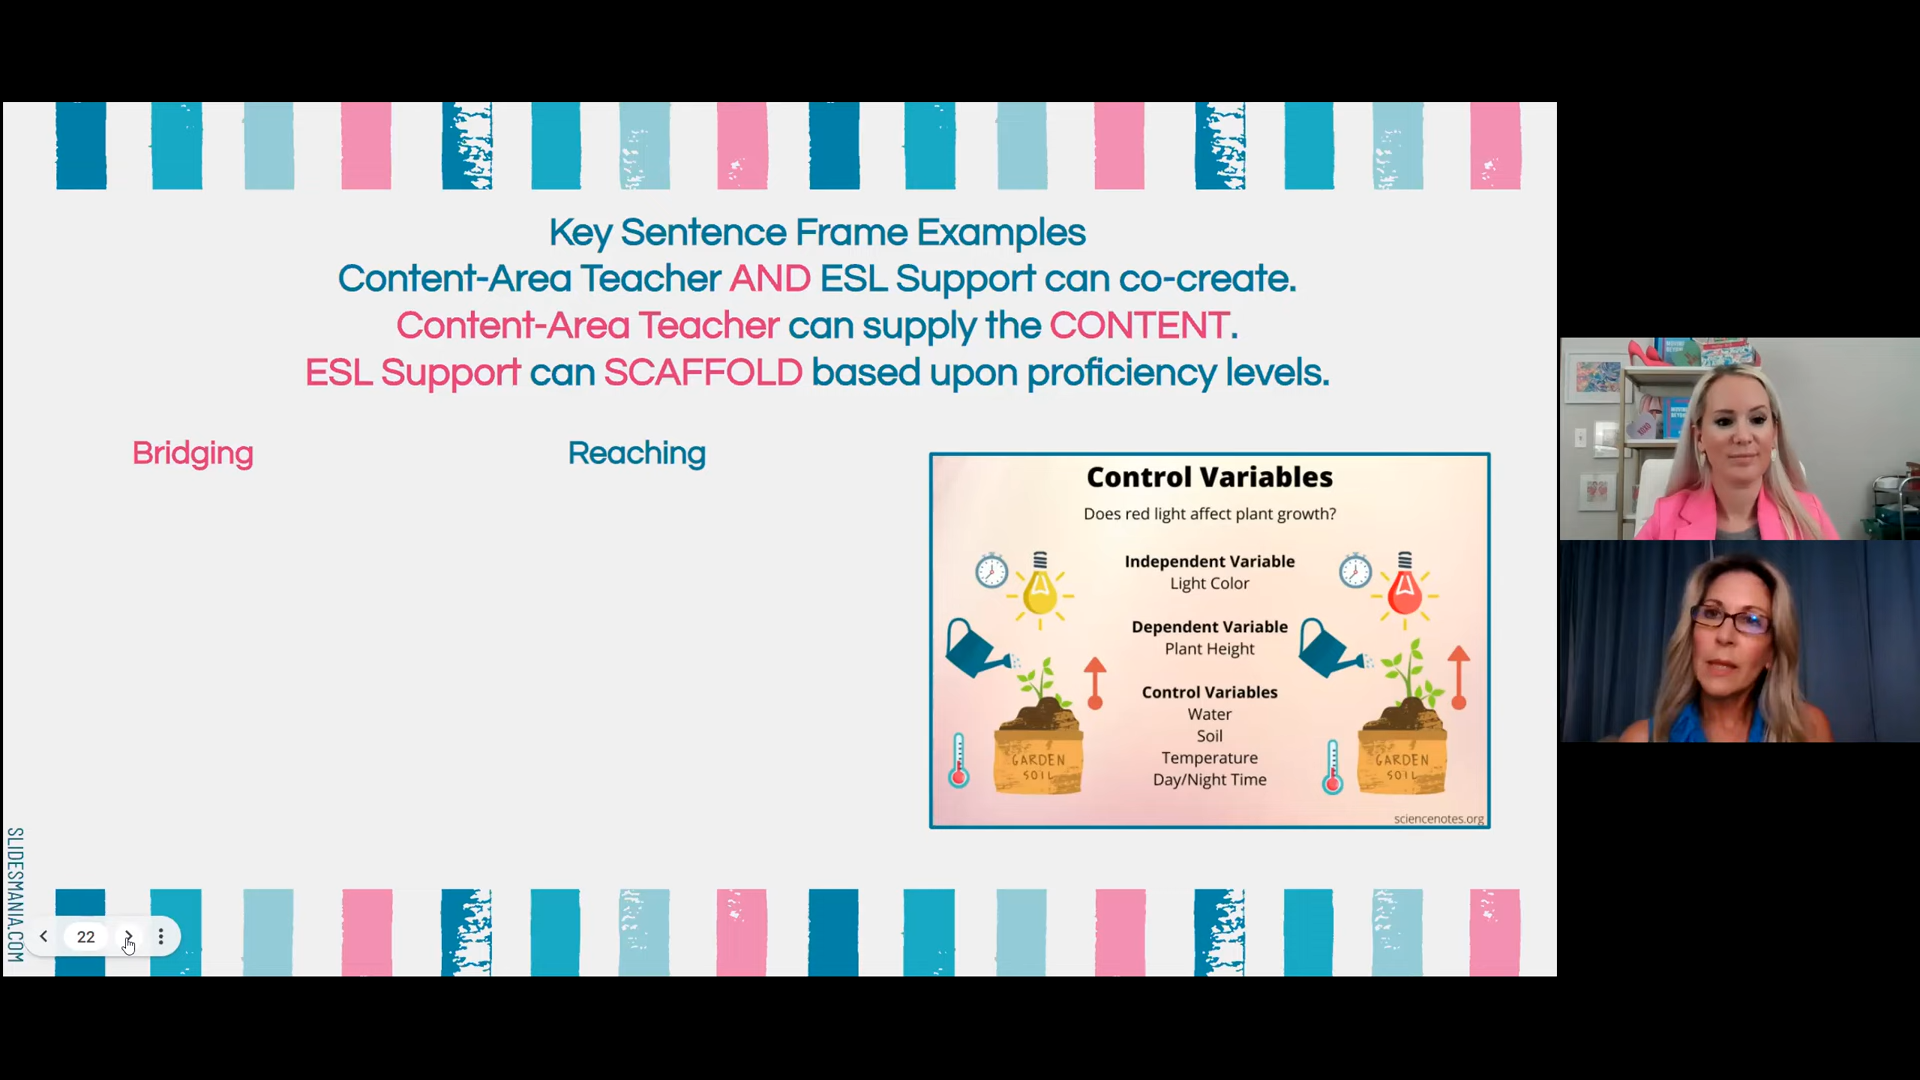 Key Sentence Frame Examples
Content-Area Teacher AND ESL Support can co-create.
Content-Area Teacher can supply the CONTENT.
ESL Support can SCAFFOLD based upon proficiency levels.
Bridging
Reaching
Control Variables
Does red light affect plant growth?
Independent Variable
Light Color
Dependent Variable
Plant Height
Control Variables
Water
Soil
Temperature
Day/Night Time
GARDEN
SOIL
GARDEN
SOIL
sciencenotes.org
SLIDESMANIA.COM
22